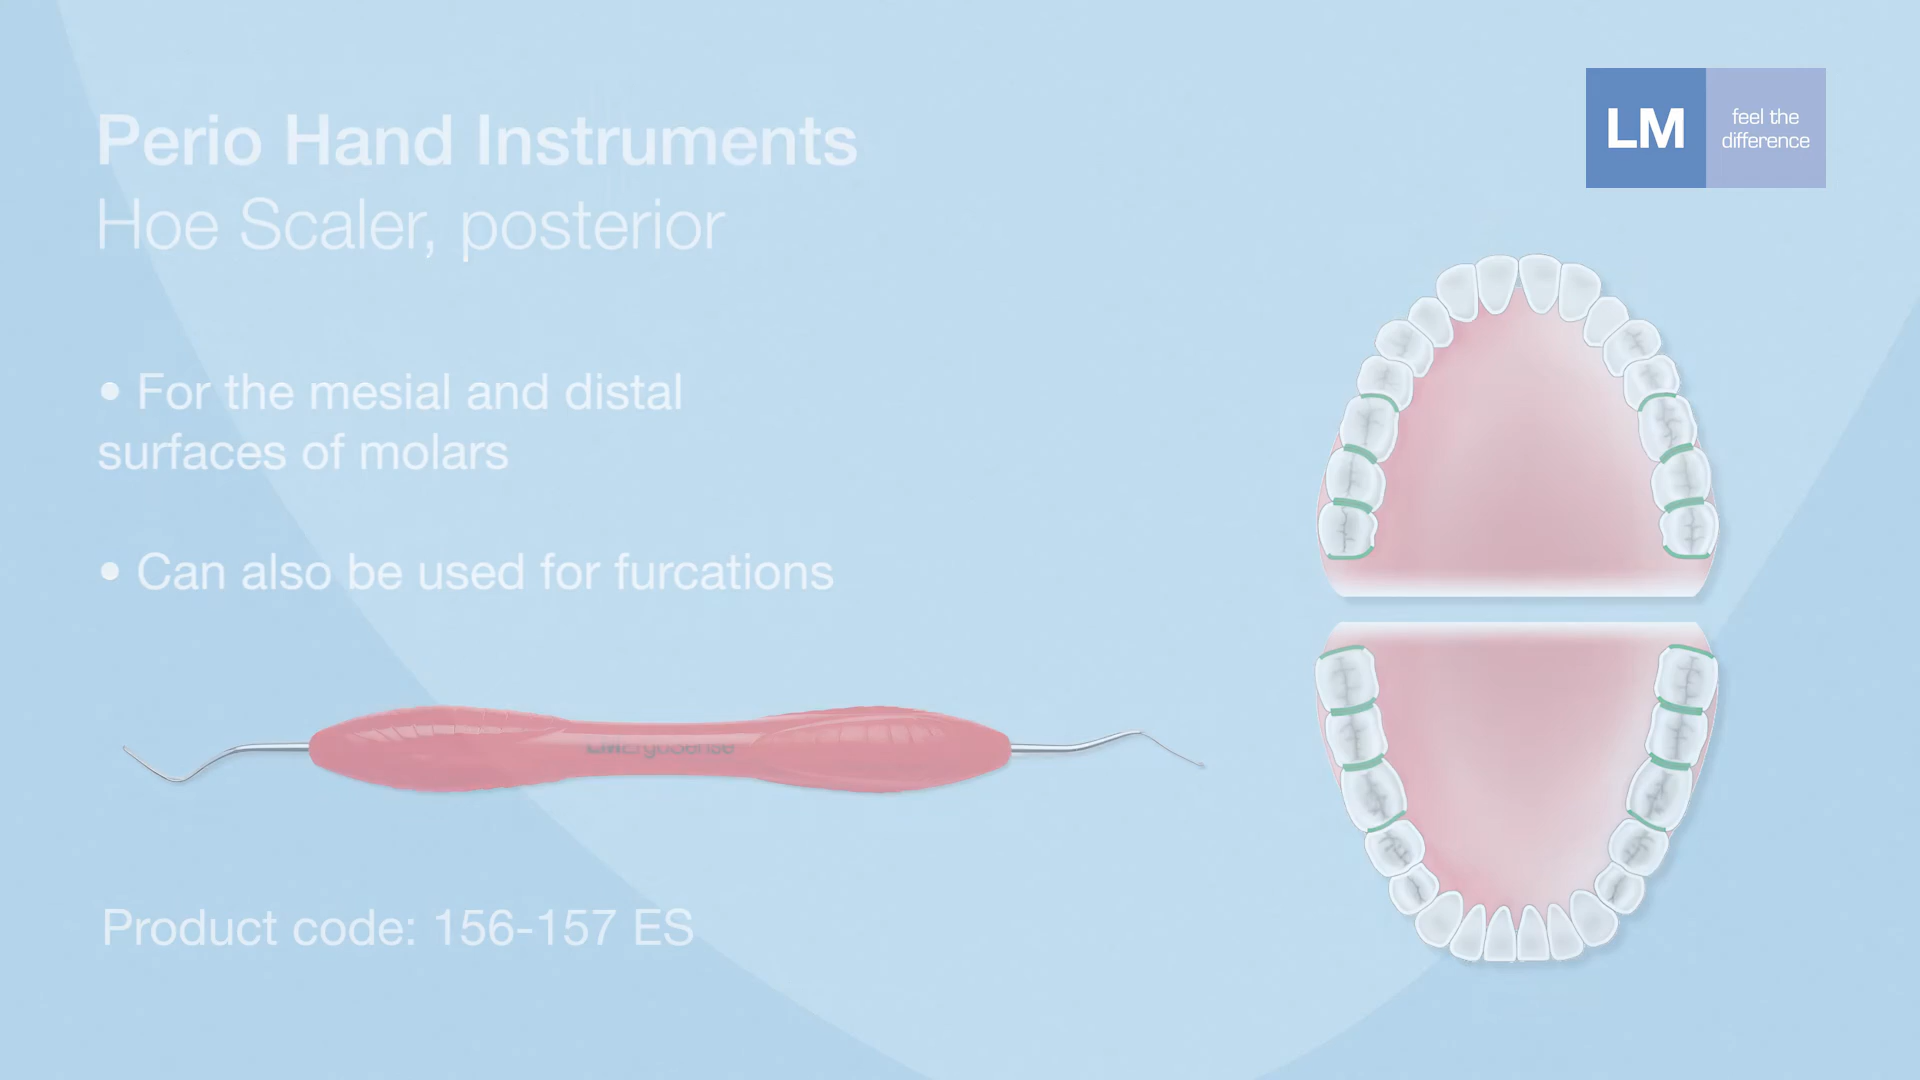 Perio Hand Instruments
Hoe Scaler, posterior
LM
feel the
difference
• For the mesial and distal
surfaces of molars
• Can also be used for furcations
LMErgoSense
Product code: 156-157 ES